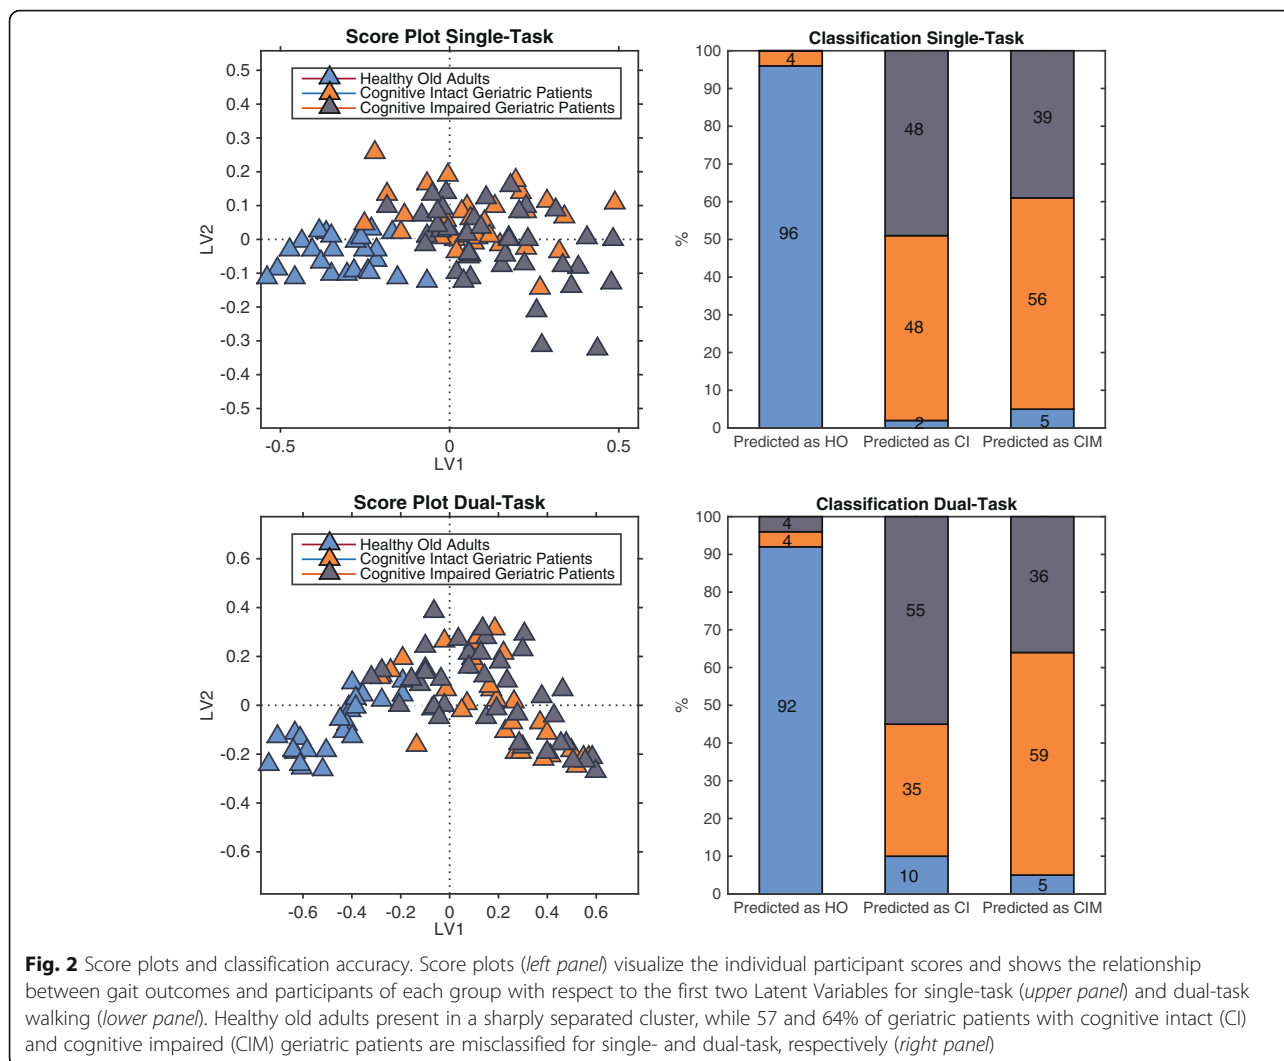 Score Plot Single-Task
0.5
0.4
0.3
0.2
0.1
0
-0.1
-0.2
-0.3
-0.4
-0.5
LV2
Healthy Old Adults
Cognitive Intact Geriatric Patients
Cognitive Impaired Geriatric Patients
-0.5 0 0.5
LV1
Classification Single-Task
100
90
80
70
60
50
40
30
20
10
0
%
4
96
48
48
2
39
56
5
Predicted as HO Predicted as CI Predicted as CIM
Score Plot Dual-Task
0.6
0.4
0.2
0
-0.2
-0.4
-0.6
LV2
Healthy Old Adults
Cognitive Intact Geriatric Patients
Cognitive Impaired Geriatric Patients
-0.6 -0.4 -0.2 0 0.2 0.4 0.6
LV1
Classification Dual-Task
100
90
80
70
60
50
40
30
20
10
0
%
4
4
92
55
35
10
36
59
5
Predicted as HO Predicted as CI Predicted as CIM
Fig. 2 Score plots and classification accuracy. Score plots (left panel) visualize the individual participant scores and shows the relationship
between gait outcomes and participants of each group with respect to the first two Latent Variables for single-task (upper panel) and dual-task
walking (lower panel). Healthy old adults present in a sharply separated cluster, while 57 and 64% of geriatric patients with cognitive intact (CI)
and cognitive impaired (CIM) geriatric patients are misclassified for single- and dual-task, respectively (right panel)